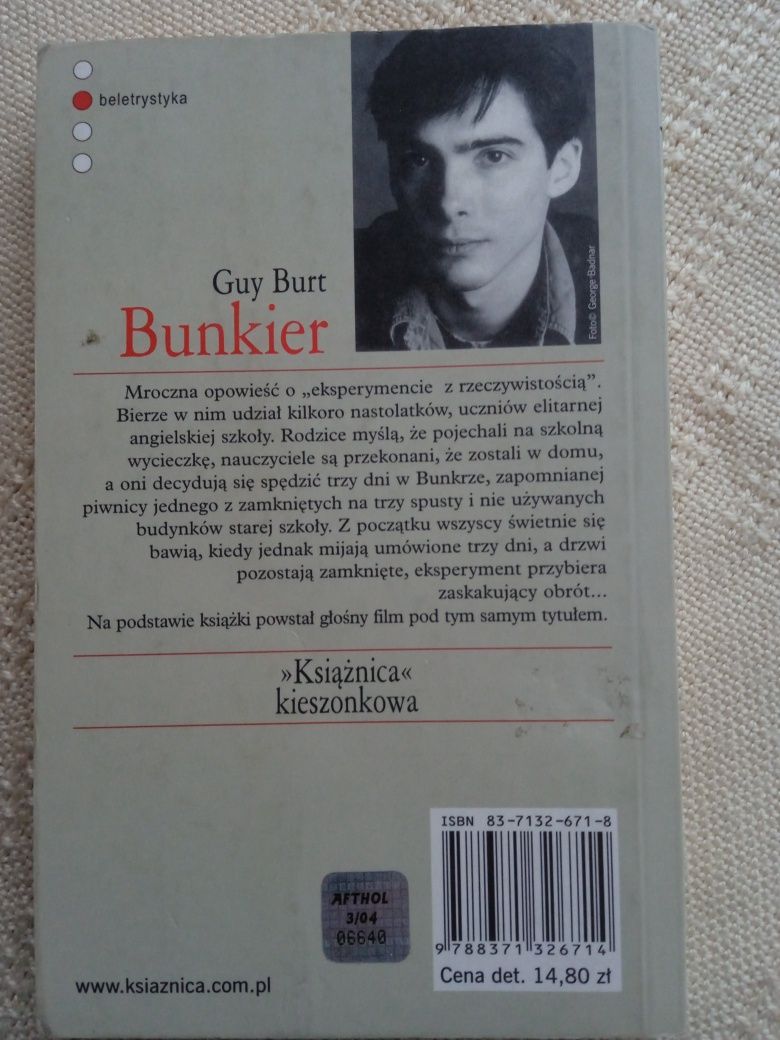 beletrystyka
Foto© George Badnar
Guy Burt
Bunkier
Mroczna opowieść o „eksperymencie z rzeczywistością”.
Bierze w nim udział kilkoro nastolatków, uczniów elitarnej
angielskiej szkoły. Rodzice myślą, że pojechali na szkolną
wycieczkę, nauczyciele są przekonani, że zostali w domu,
a oni decydują się spędzić trzy dni w Bunkrze, zapomnianej
piwnicy jednego z zamkniętych na trzy spusty i nie używanych
budynków starej szkoły. Z początku wszyscy świetnie się
bawią, kiedy jednak mijają umówione trzy dni, a drzwi
pozostają zamknięte, eksperyment przybiera
zaskakujący obrót...
Na podstawie książki powstał głośny film pod tym samym tytułem.
»Książnica«
kieszonkowa
ISBN 83-7132-671-8
9 788371 326714
Cena det. 14,80 zł
AFTHOL
3/04
06640
www.ksiaznica.com.pl